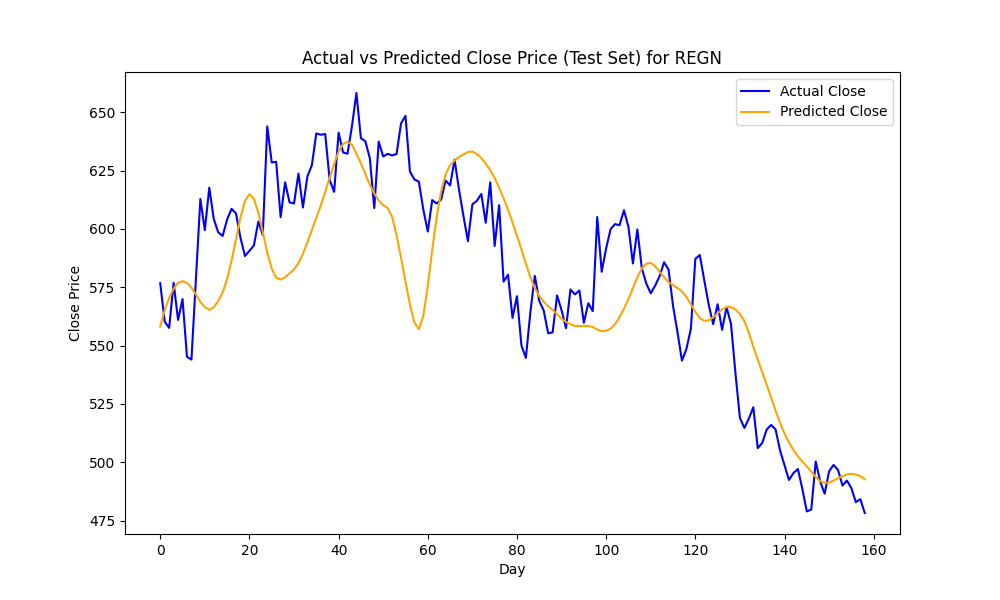 Actual vs Predicted Close Price (Test Set) for REGN
Actual Close
Predicted Close
Close Price
650
625
600
575
550
525
500
475
0 20 40 60 80 100 120 140 160
Day